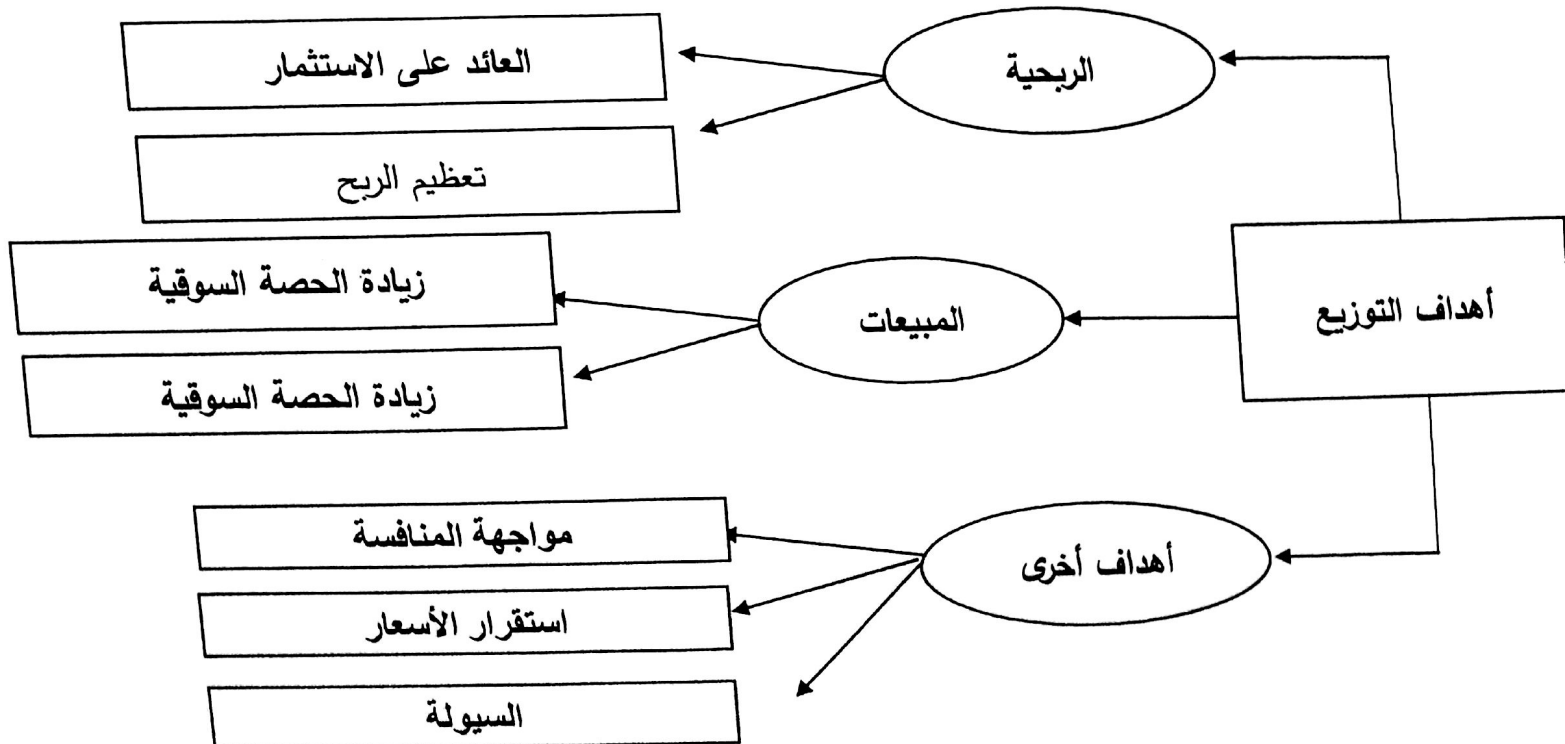 أهداف التوزيع
الربحية
العائد على الاستثمار
تعظيم الربح
المبيعات
زيادة الحصة السوقية
زيادة الحصة السوقية
أهداف أخرى
مواجهة المنافسة
استقرار الأسعار
السيولة